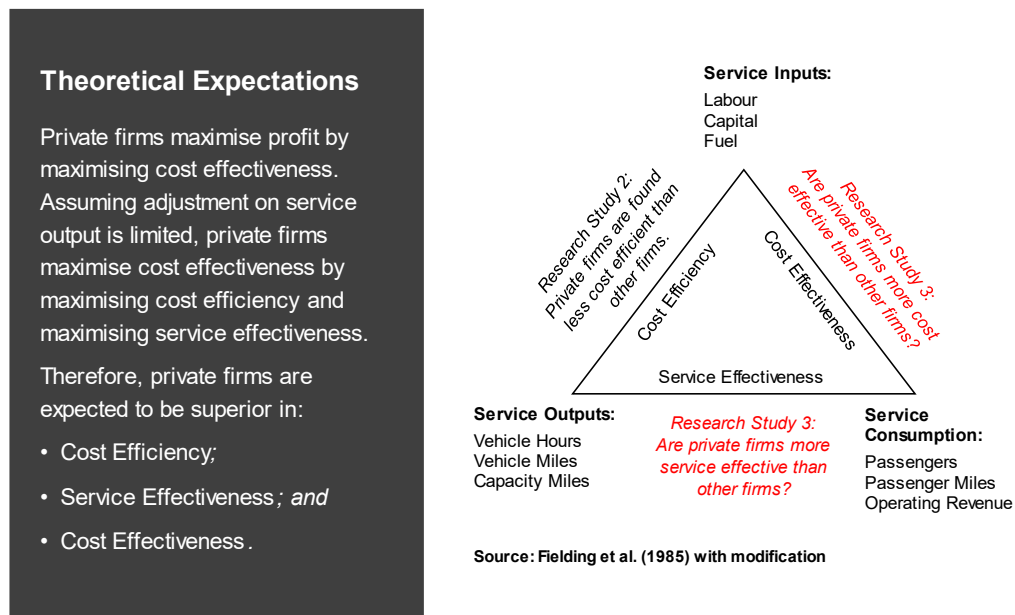 Theoretical Expectations
Private firms maximise profit by
maximising cost effectiveness.
Assuming adjustment on service
output is limited, private firms
maximise cost effectiveness by
maximising cost efficiency and
maximising service effectiveness.
Therefore, private firms are
expected to be superior in:
• Cost Efficiency;
• Service Effectiveness; and
• Cost Effectiveness.
Service Inputs:
Labour
Capital
Fuel
Research Study 2:
Private firms are found
less cost efficient than
other firms.
Cost Efficiency
Cost Effectiveness
Research Study 3:
Are private firms more cost
effective than other firms?
Service Effectiveness
Service Outputs:
Vehicle Hours
Vehicle Miles
Capacity Miles
Research Study 3:
Are private firms more
service effective than
other firms?
Service
Consumption:
Passengers
Passenger Miles
Operating Revenue
Source: Fielding et al. (1985) with modification